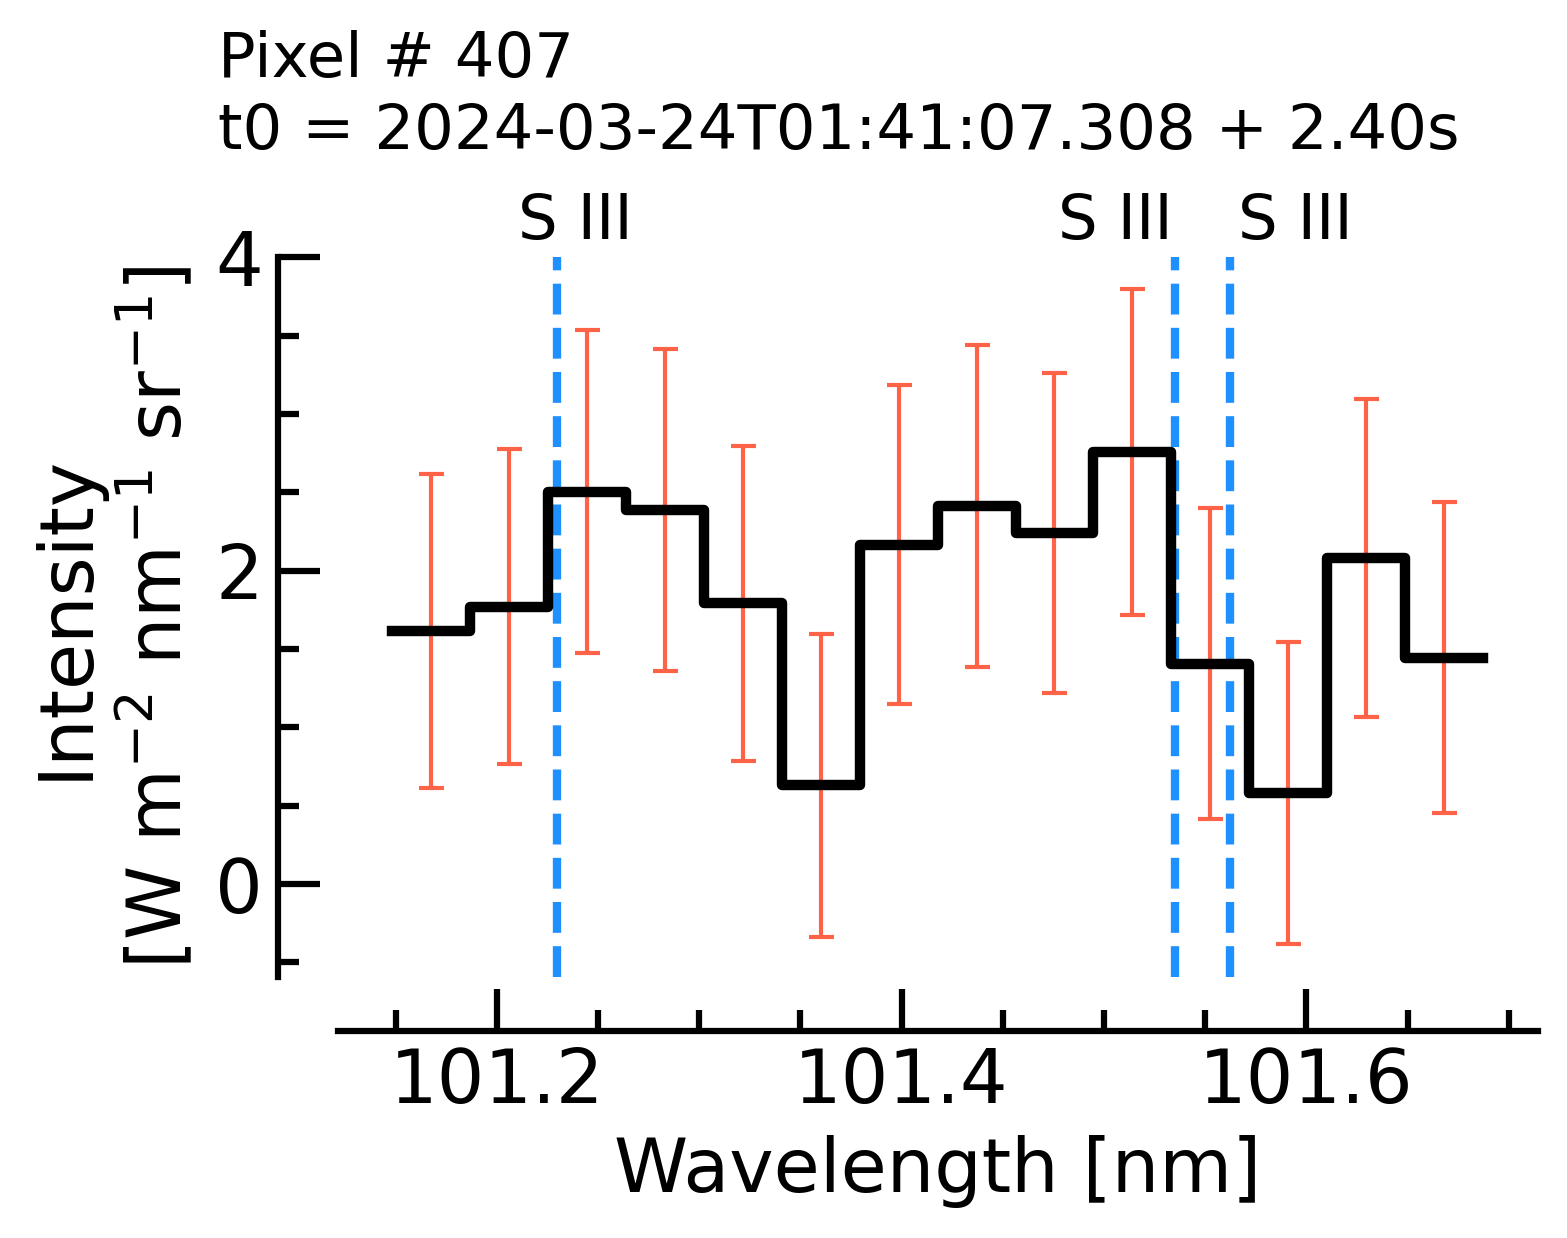 Pixel # 407
t0 = 2024-03-24T01:41:07.308 + 2.40s
S III S III S III
Intensity
[W m⁻² nm⁻¹ sr⁻¹]
4
2
0
101.2 101.4 101.6
Wavelength [nm]